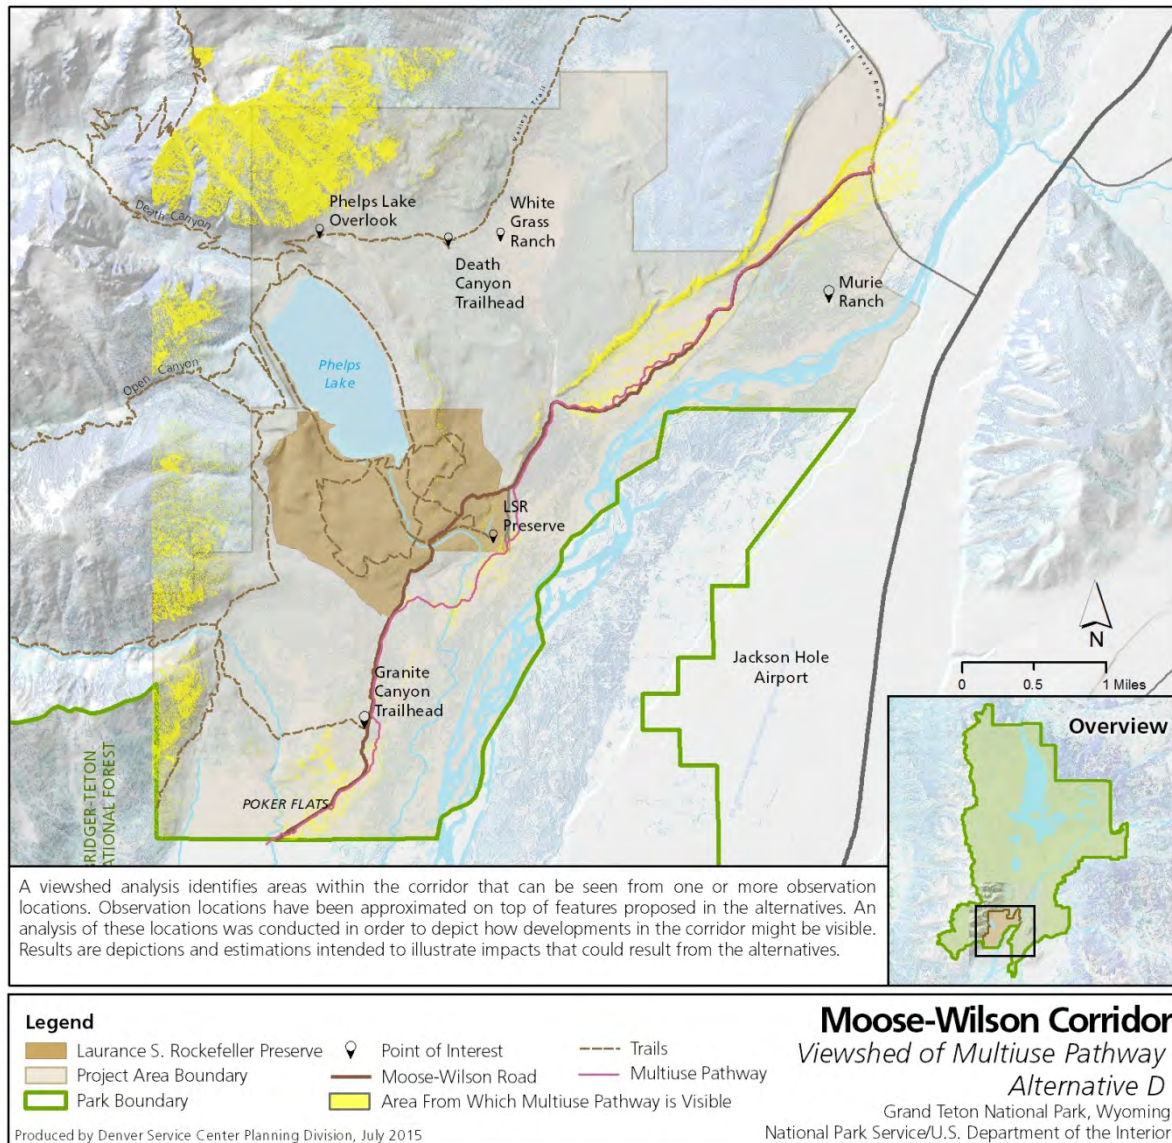 Teton Park Road
Valley Trail
Death Canyon
Phelps Lake
Overlook
White
Grass
Ranch
Death
Canyon
Trailhead
Murie
Ranch
Open Canyon
Phelps
Lake
LSR
Preserve
Granite
Canyon
Trailhead
Jackson Hole
Airport
N
0 0.5 1 Miles
POKER FLATS
BRIDGER-TETON
NATIONAL FOREST
Overview
A viewshed analysis identifies areas within the corridor that can be seen from one or more observation
locations. Observation locations have been approximated on top of features proposed in the alternatives. An
analysis of these locations was conducted in order to depict how developments in the corridor might be visible.
Results are depictions and estimations intended to illustrate impacts that could result from the alternatives.
Legend
Laurance S. Rockefeller Preserve
Project Area Boundary
Park Boundary
Point of Interest
Moose-Wilson Road
Area From Which Multiuse Pathway is Visible
Trails
Multiuse Pathway
Moose-Wilson Corridor
Viewshed of Multiuse Pathway
Alternative D
Grand Teton National Park, Wyoming
National Park Service/U.S. Department of the Interior
Produced by Denver Service Center Planning Division, July 2015